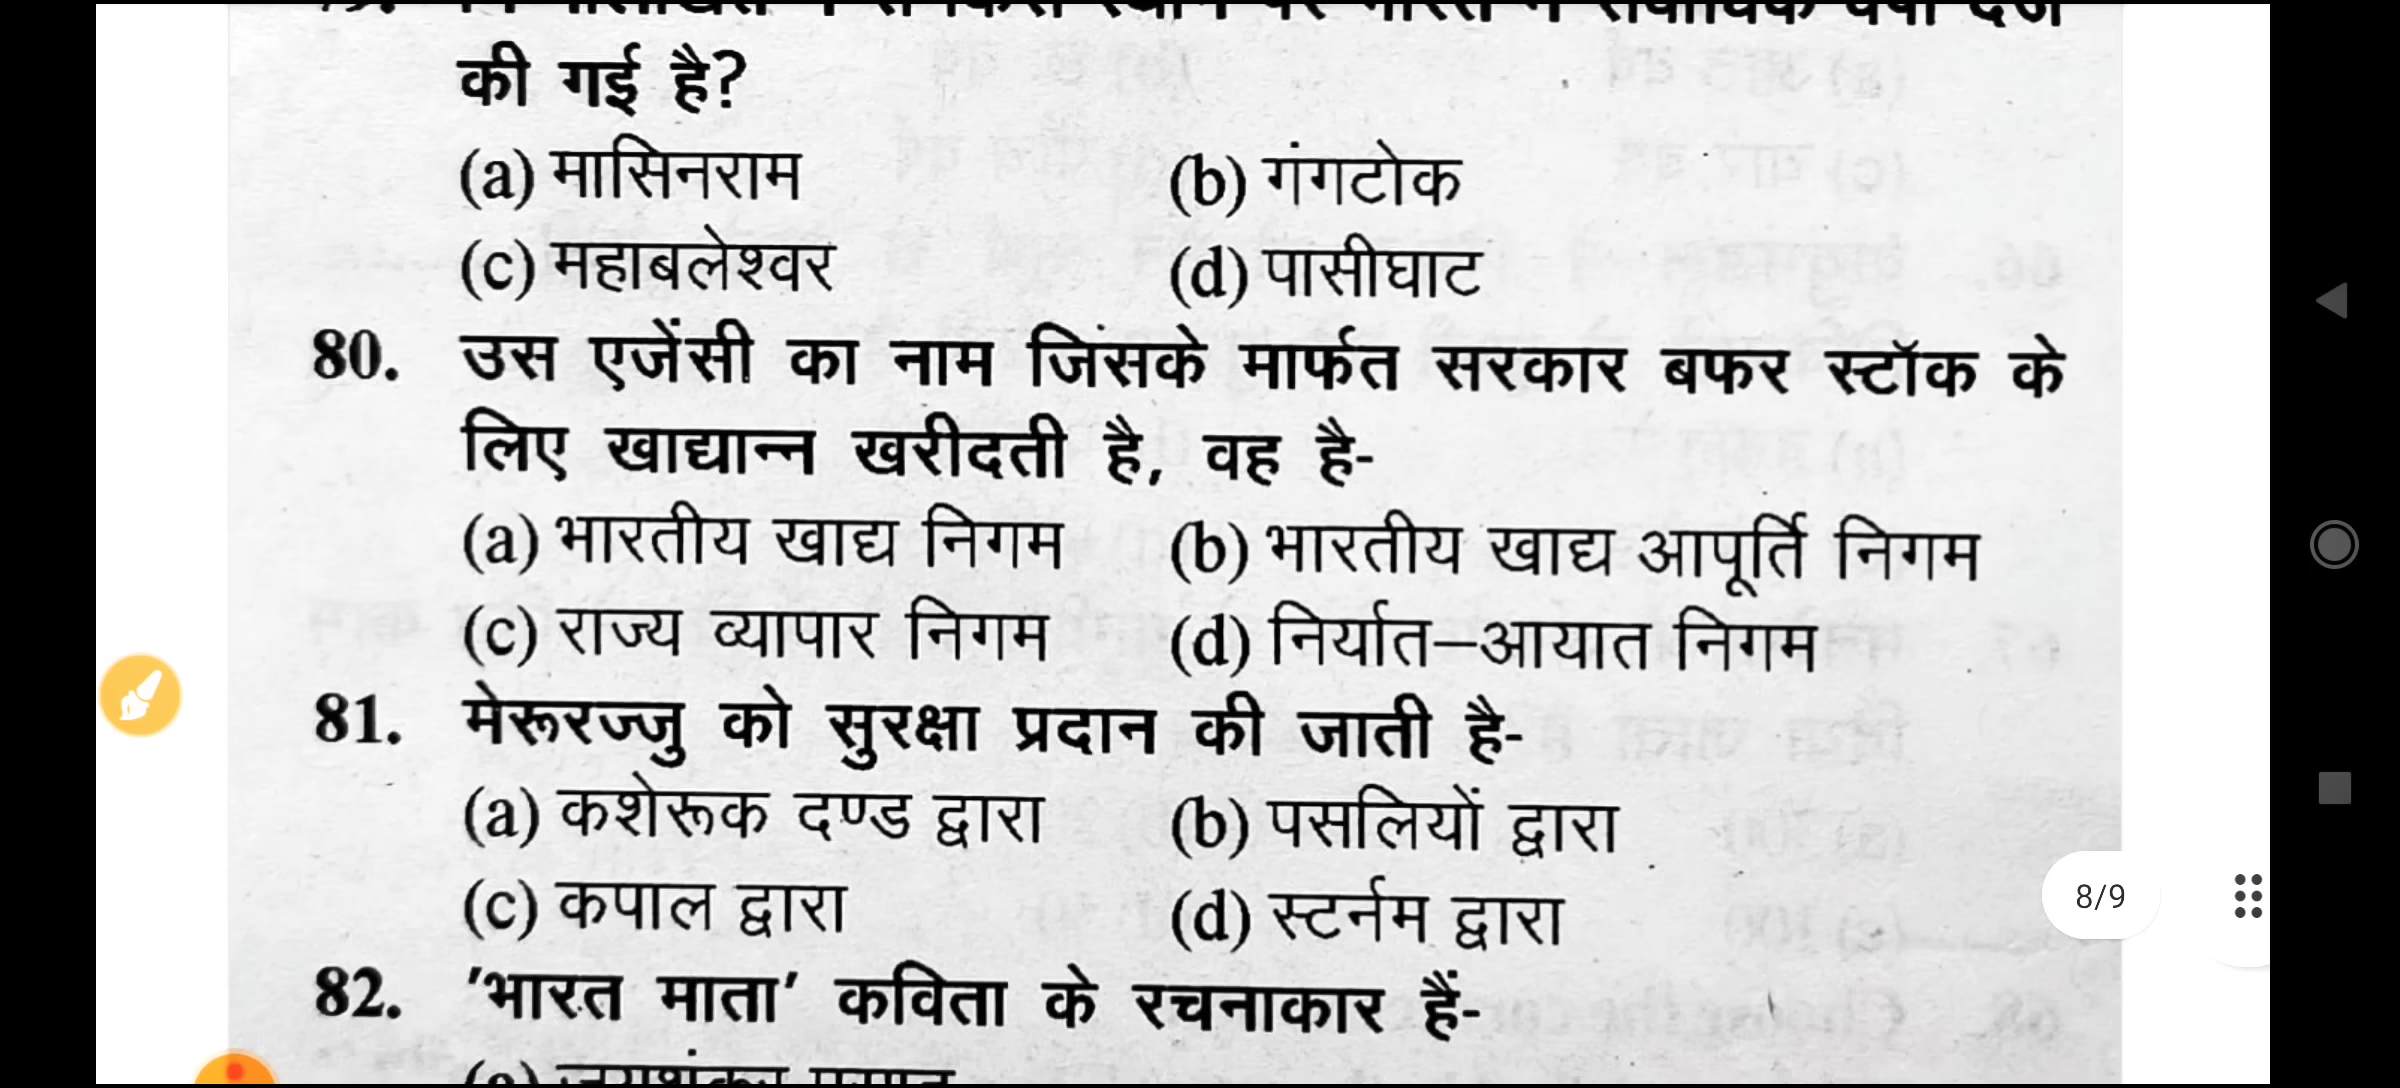 की गई है?
(a) मासिनराम (b) गंगटोक
(c) महाबलेश्वर (d) पासीघाट
80. उस एजेंसी का नाम जिसके मार्फत सरकार बफर स्टॉक के
लिए खाद्यान्न खरीदती है, वह है-
(a) भारतीय खाद्य निगम (b) भारतीय खाद्य आपूर्ति निगम
(c) राज्य व्यापार निगम (d) निर्यात–आयात निगम
81. मेरूरज्जु को सुरक्षा प्रदान की जाती है-
(a) कशेरूक दण्ड द्वारा (b) पसलियों द्वारा
(c) कपाल द्वारा (d) स्टर्नम द्वारा
8/9
82. 'भारत माता' कविता के रचनाकार हैं-